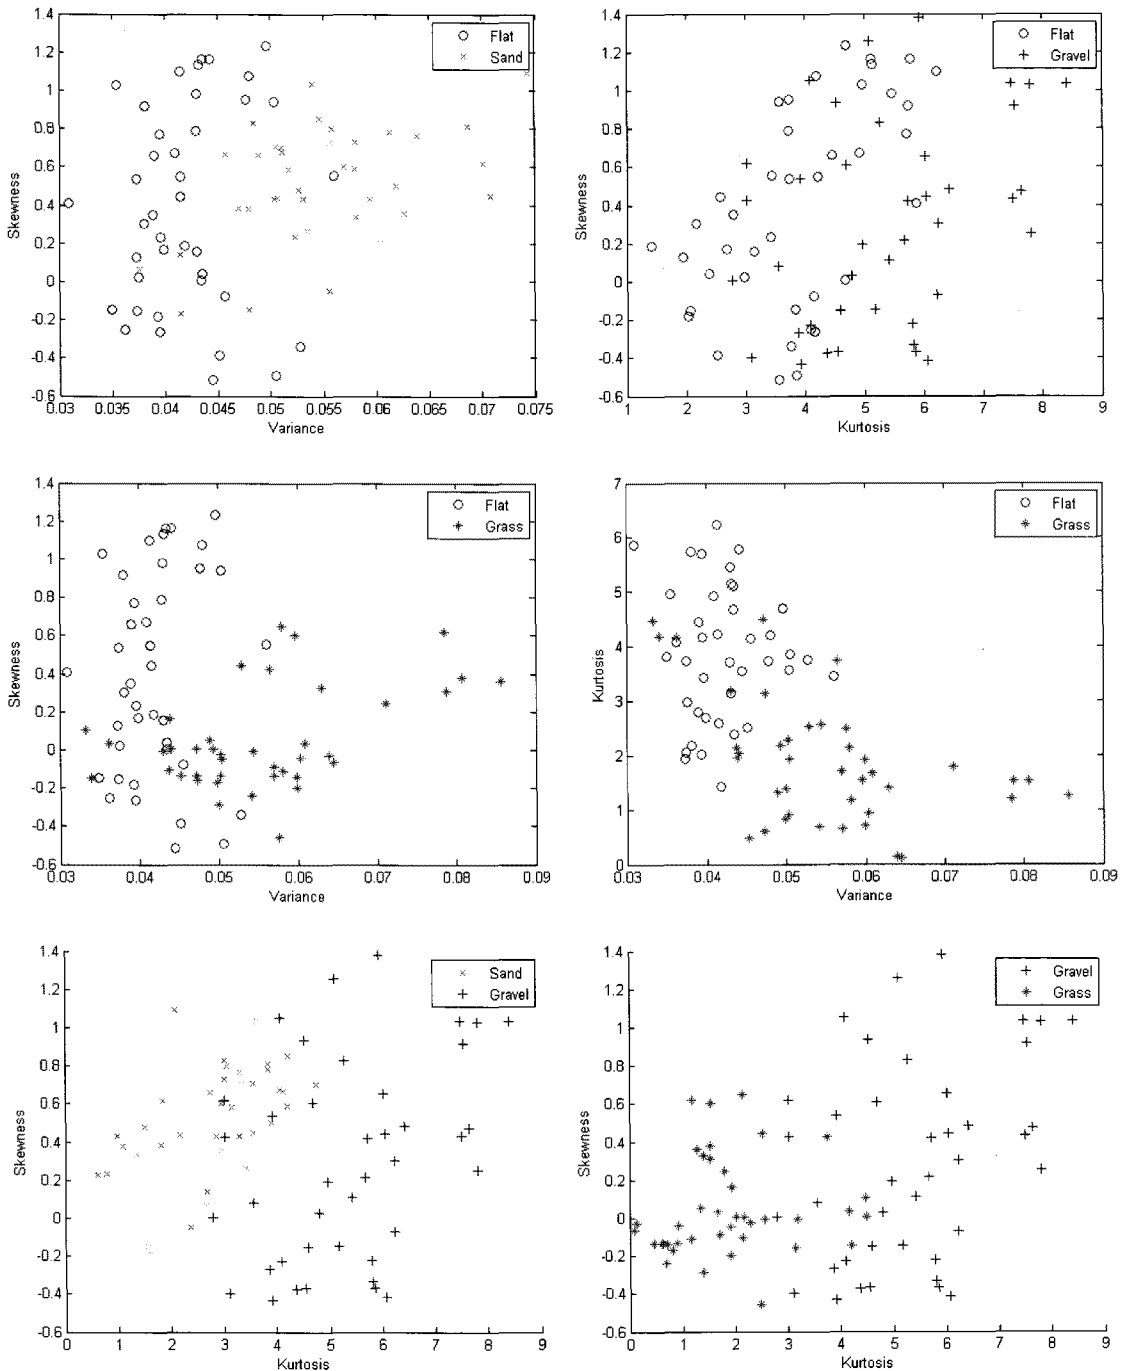 1.4
1.2
1
0.8
0.6
0.4
0.2
0
-0.2
-0.4
-0.6
Skewness
Flat
Sand
0.03 0.035 0.04 0.045 0.05 0.055 0.06 0.065 0.07 0.075
Variance
1.4
1.2
1
0.8
0.6
0.4
0.2
0
-0.2
-0.4
-0.6
Skewness
Flat
Gravel
1 2 3 4 5 6 7 8 9
Kurtosis
1.4
1.2
1
0.8
0.6
0.4
0.2
0
-0.2
-0.4
-0.6
Skewness
Flat
Grass
0.03 0.04 0.05 0.06 0.07 0.08 0.09
Variance
7
6
5
4
3
2
1
0
Kurtosis
Flat
Grass
0.03 0.04 0.05 0.06 0.07 0.08 0.09
Variance
1.4
1.2
1
0.8
0.6
0.4
0.2
0
-0.2
-0.4
-0.6
Skewness
Sand
Gravel
0 1 2 3 4 5 6 7 8 9
Kurtosis
1.4
1.2
1
0.8
0.6
0.4
0.2
0
-0.2
-0.4
-0.6
Skewness
Gravel
Grass
0 1 2 3 4 5 6 7 8 9
Kurtosis